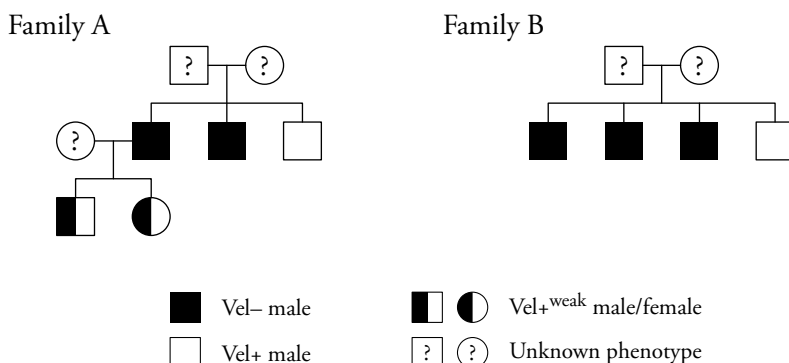 Family A
Family B
? ?
? ?
?
Vel– male
Vel+weak male/female
Vel+ male
? ? Unknown phenotype